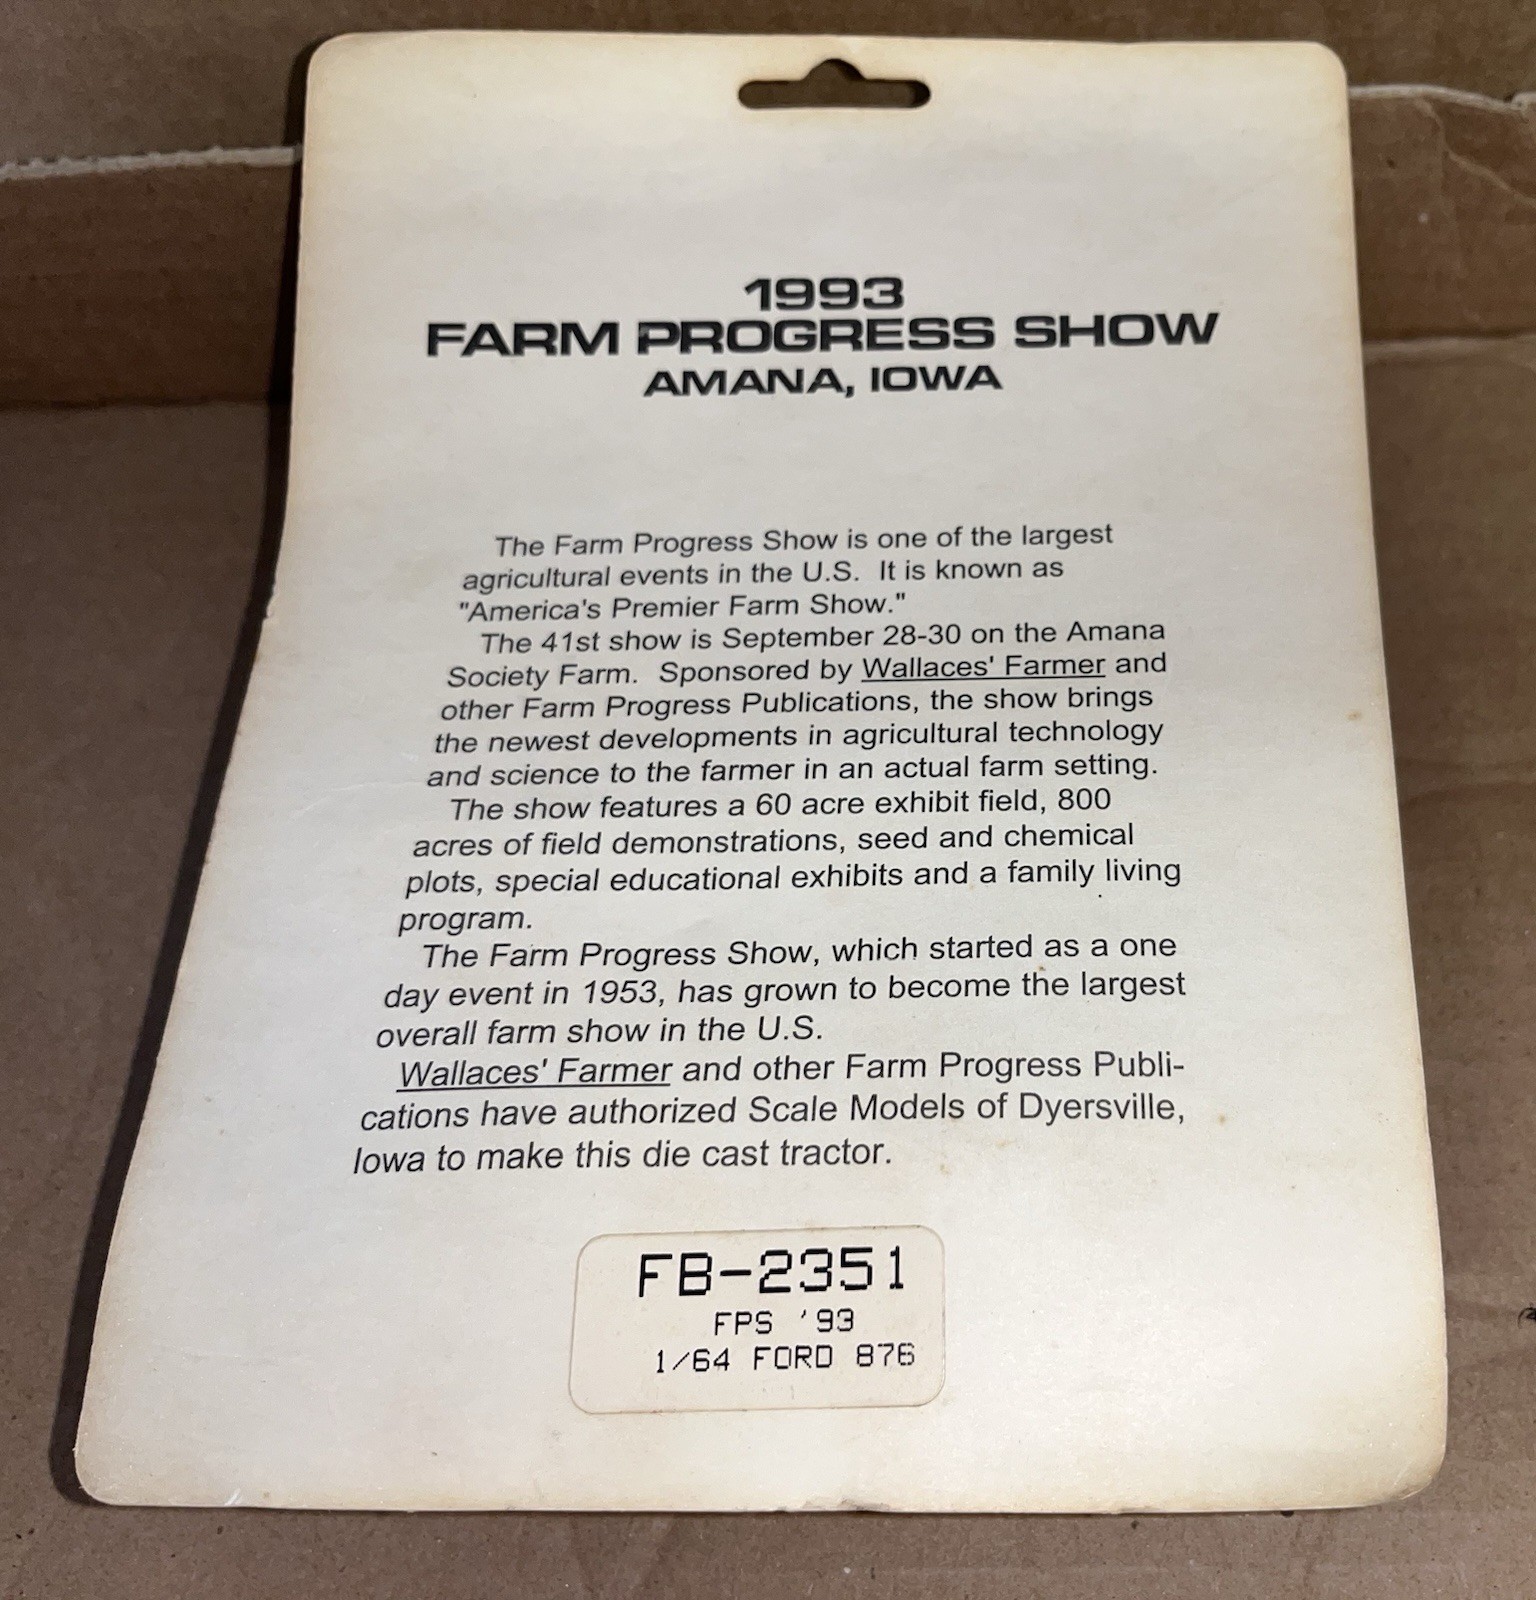 1993
FARM PROGRESS SHOW
AMANA, IOWA
The Farm Progress Show is one of the largest
agricultural events in the U.S. It is known as
"America's Premier Farm Show."
The 41st show is September 28-30 on the Amana
Society Farm. Sponsored by Wallaces' Farmer and
other Farm Progress Publications, the show brings
the newest developments in agricultural technology
and science to the farmer in an actual farm setting.
The show features a 60 acre exhibit field, 800
acres of field demonstrations, seed and chemical
plots, special educational exhibits and a family living
program.
The Farm Progress Show, which started as a one
day event in 1953, has grown to become the largest
overall farm show in the U.S.
Wallaces' Farmer and other Farm Progress Publi-
cations have authorized Scale Models of Dyersville,
Iowa to make this die cast tractor.
FB-2351
FPS '93
1/64 FORD 876